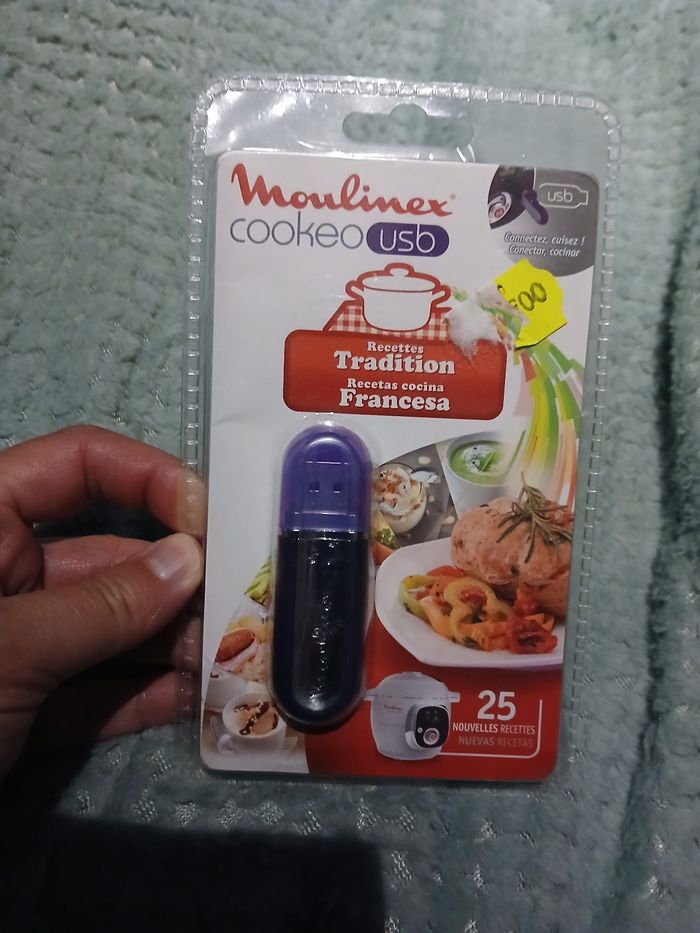 Moulinex
cookeo usb
usb
Connectez, cuisez !
Conectar, cocinar
Recettes
Tradition
Recetas cocina
Francesa
25
NOUVELLES RECETTES
NUEVAS RECETAS